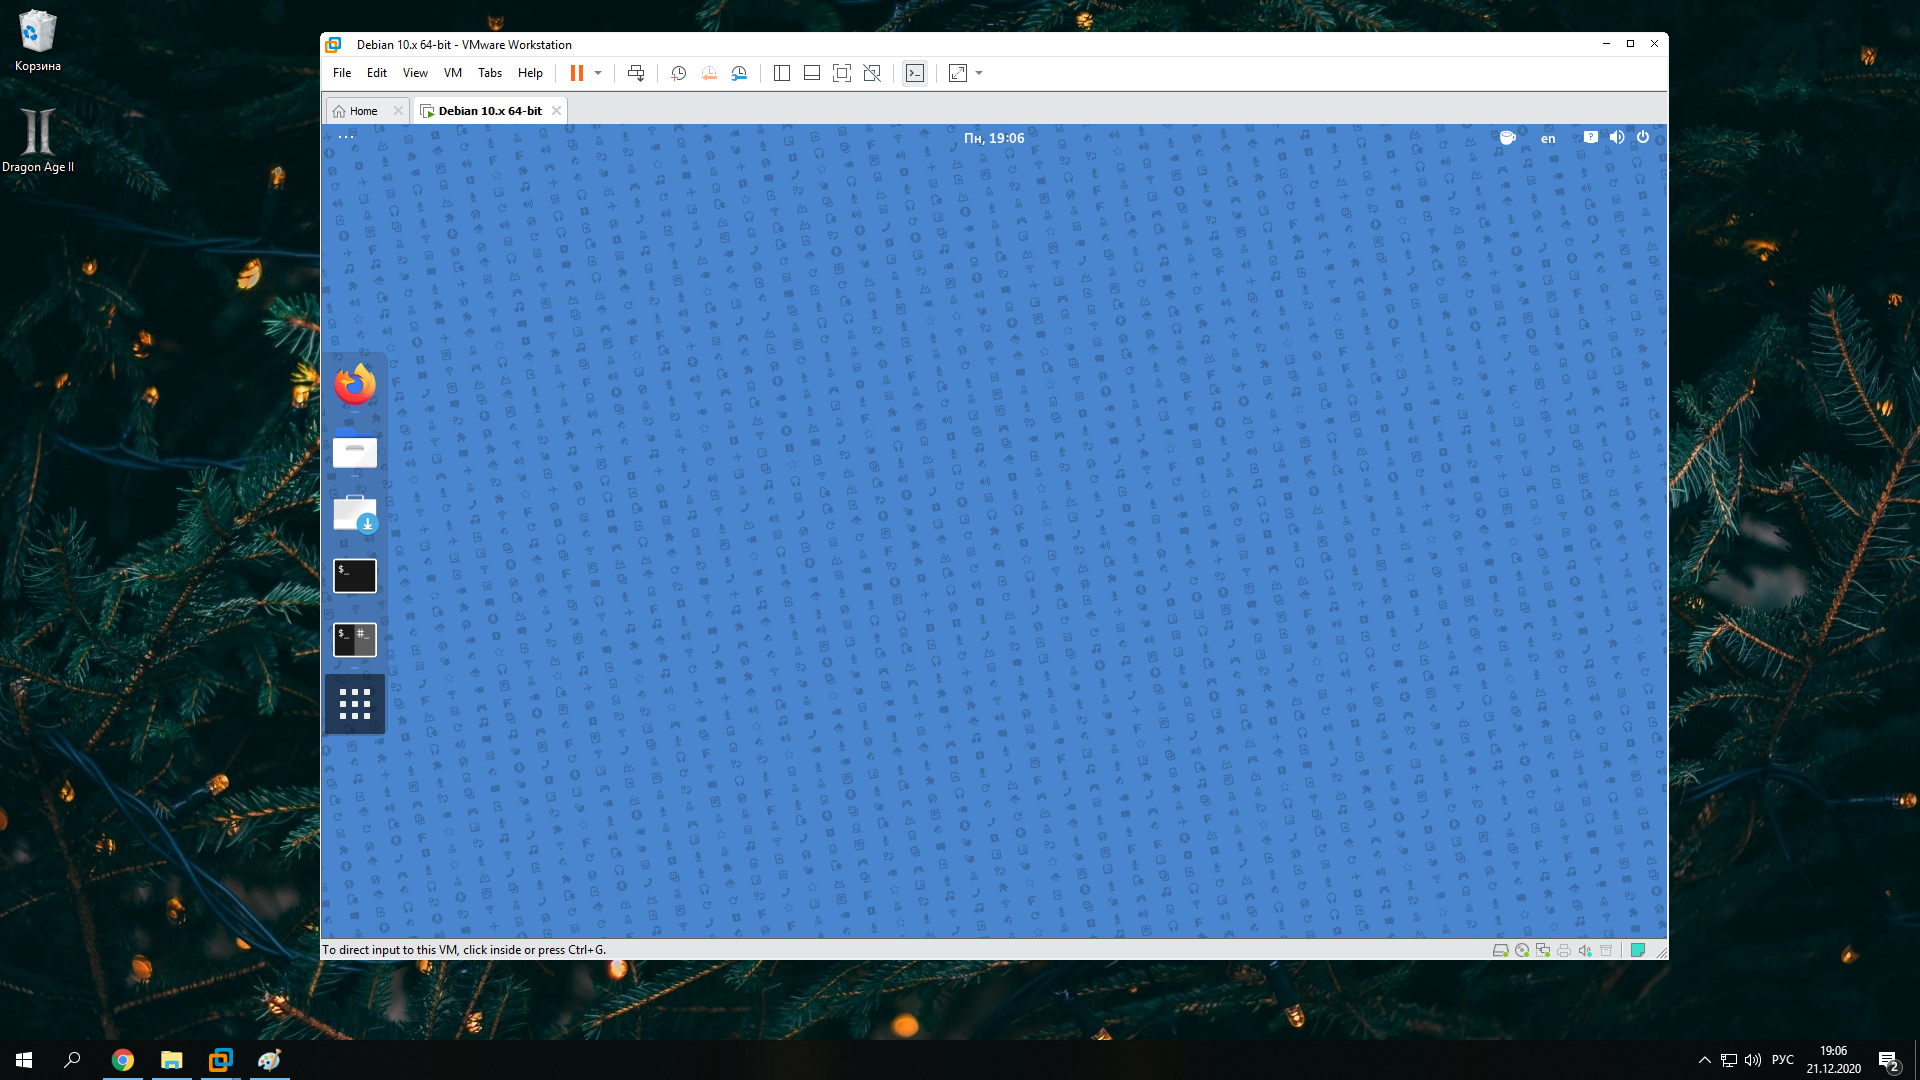 Корзина
Dragon Age II
Debian 10.x 64-bit - VMware Workstation
File Edit View VM Tabs Help
Home
Debian 10.x 64-bit
Пн, 19:06
en
$_
$_ #_
To direct input to this VM, click inside or press Ctrl+G.
РУС
19:06
21.12.2020
2